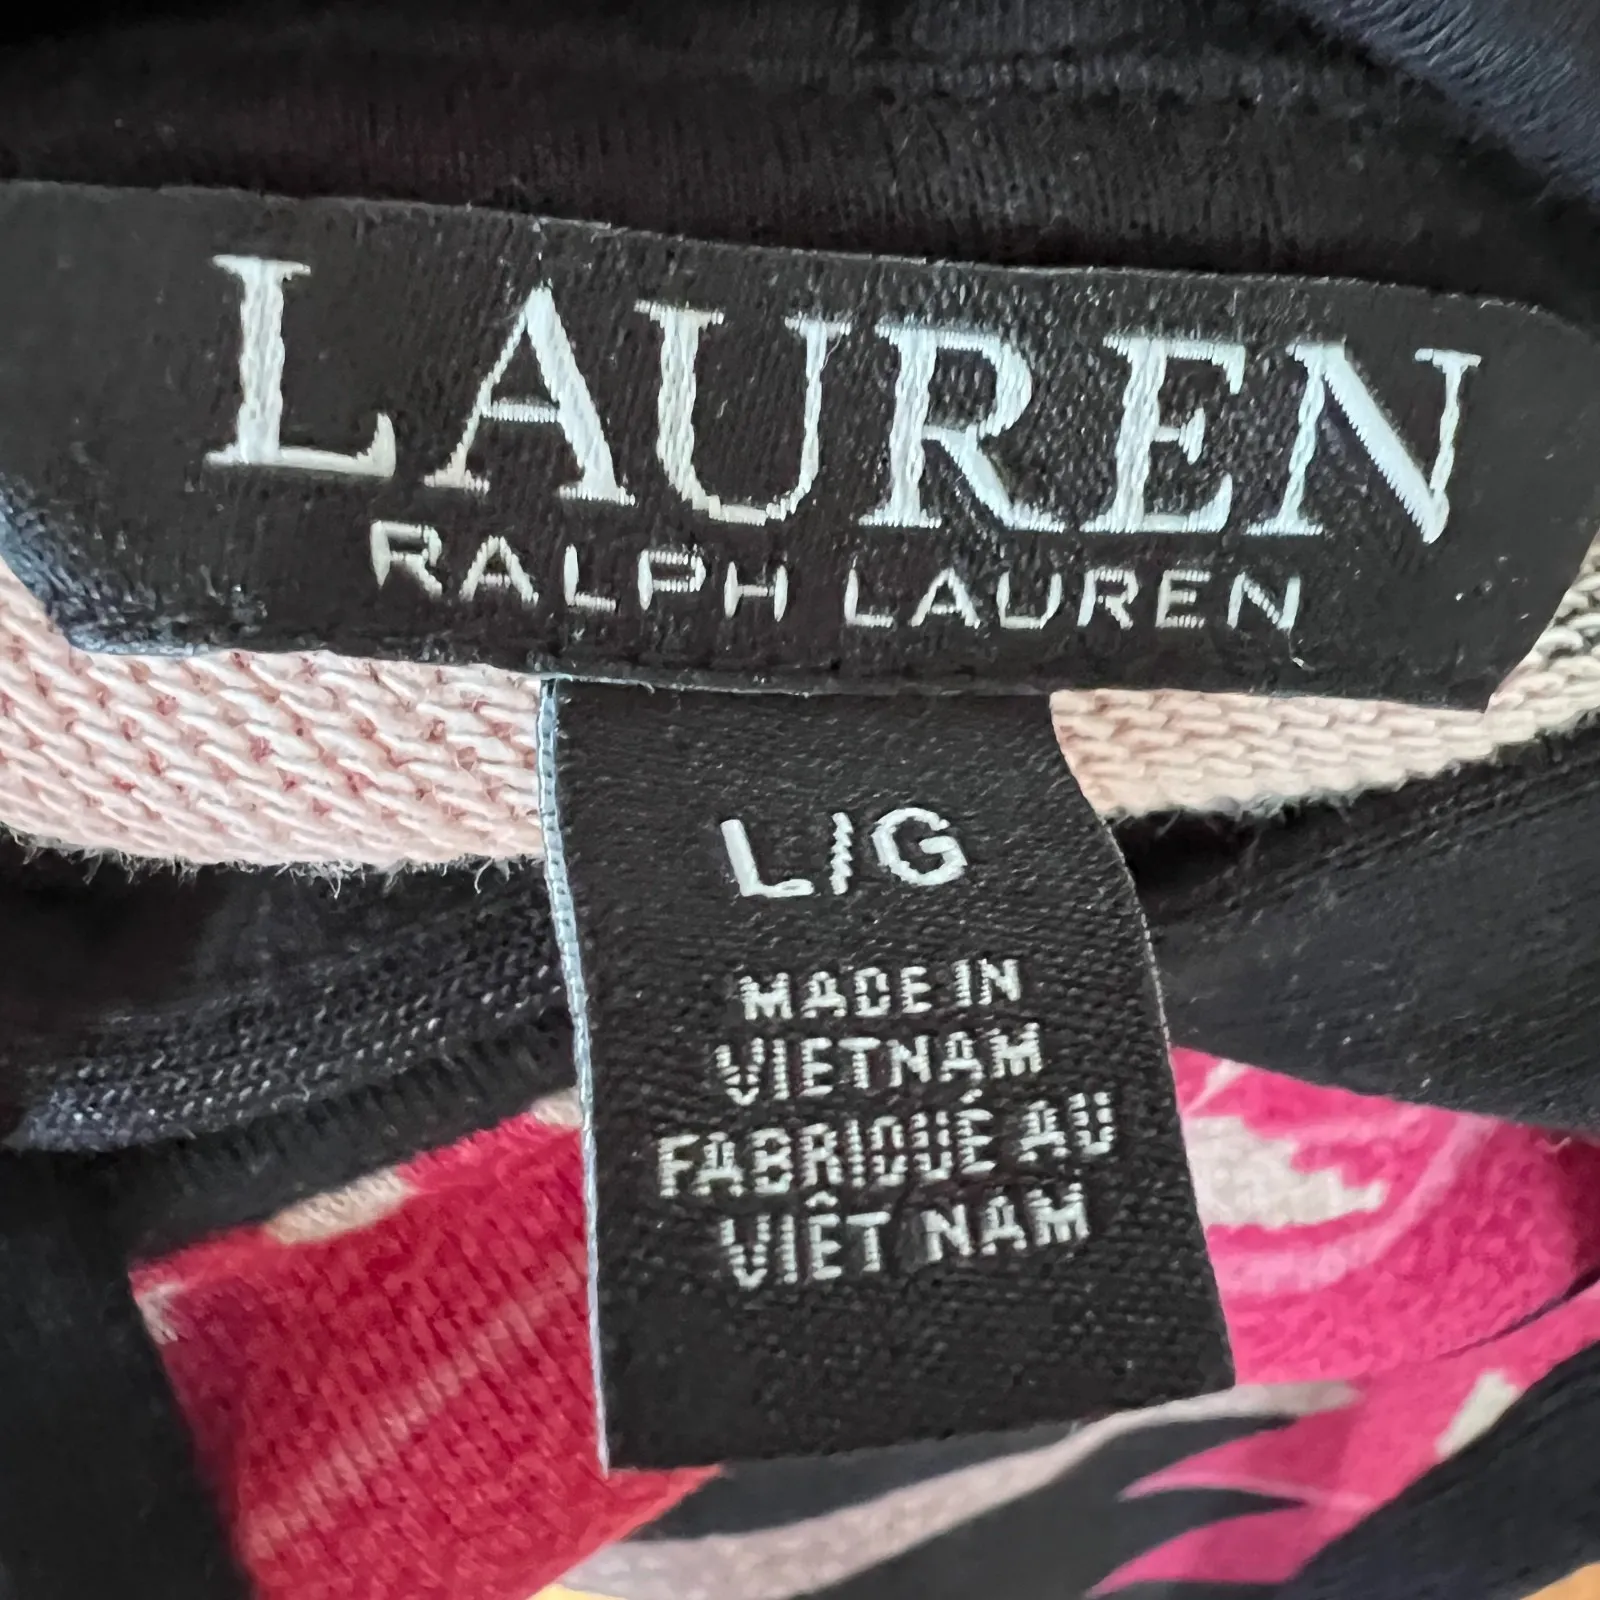 LAUREN
RALPH LAUREN
L/G
MADE IN
VIETNAM
FABRIQUÉ AU
VIÊT NAM